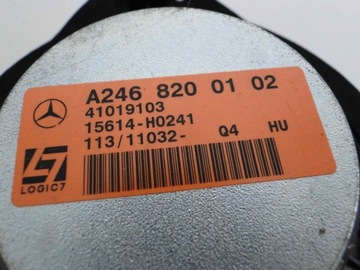 A246 820 01 02
41019103
15614-H0241
113/11032- Q4 HU
LOGIC7